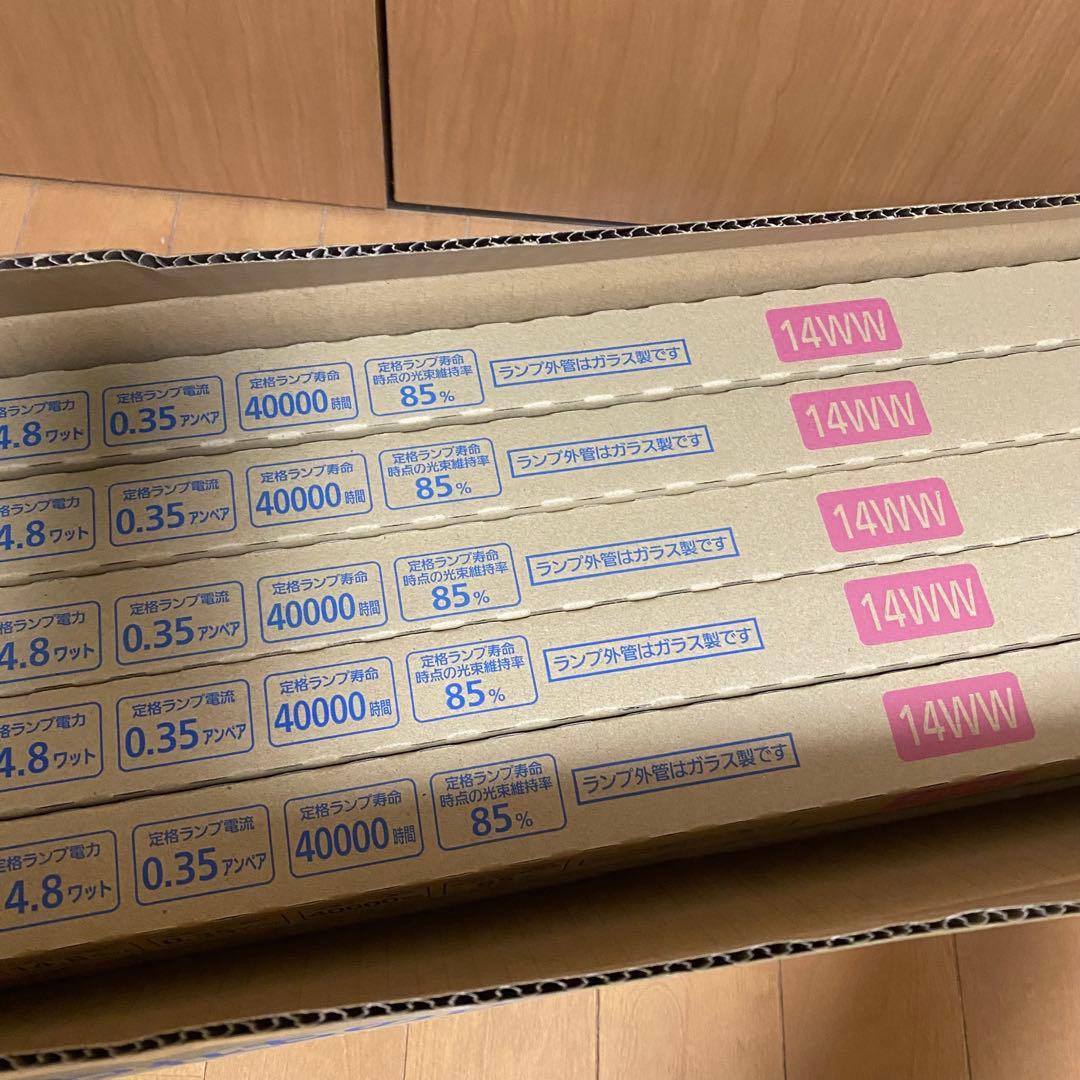 格ランプ電力
4.8ワット
定格ランプ電流
0.35アンペア
定格ランプ寿命
40000時間
定格ランプ寿命
時点の光束維持率
85%
ランプ外管はガラス製です
14WW
格ランプ電力
4.8ワット
定格ランプ電流
0.35アンペア
定格ランプ寿命
40000時間
定格ランプ寿命
時点の光束維持率
85%
ランプ外管はガラス製です
14WW
格ランプ電力
4.8ワット
定格ランプ電流
0.35アンペア
定格ランプ寿命
40000時間
定格ランプ寿命
時点の光束維持率
85%
ランプ外管はガラス製です
14WW
格ランプ電力
4.8ワット
定格ランプ電流
0.35アンペア
定格ランプ寿命
40000時間
定格ランプ寿命
時点の光束維持率
85%
ランプ外管はガラス製です
14WW
定格ランプ電力
4.8ワット
定格ランプ電流
0.35アンペア
定格ランプ寿命
40000時間
定格ランプ寿命
時点の光束維持率
85%
ランプ外管はガラス製です
14WW